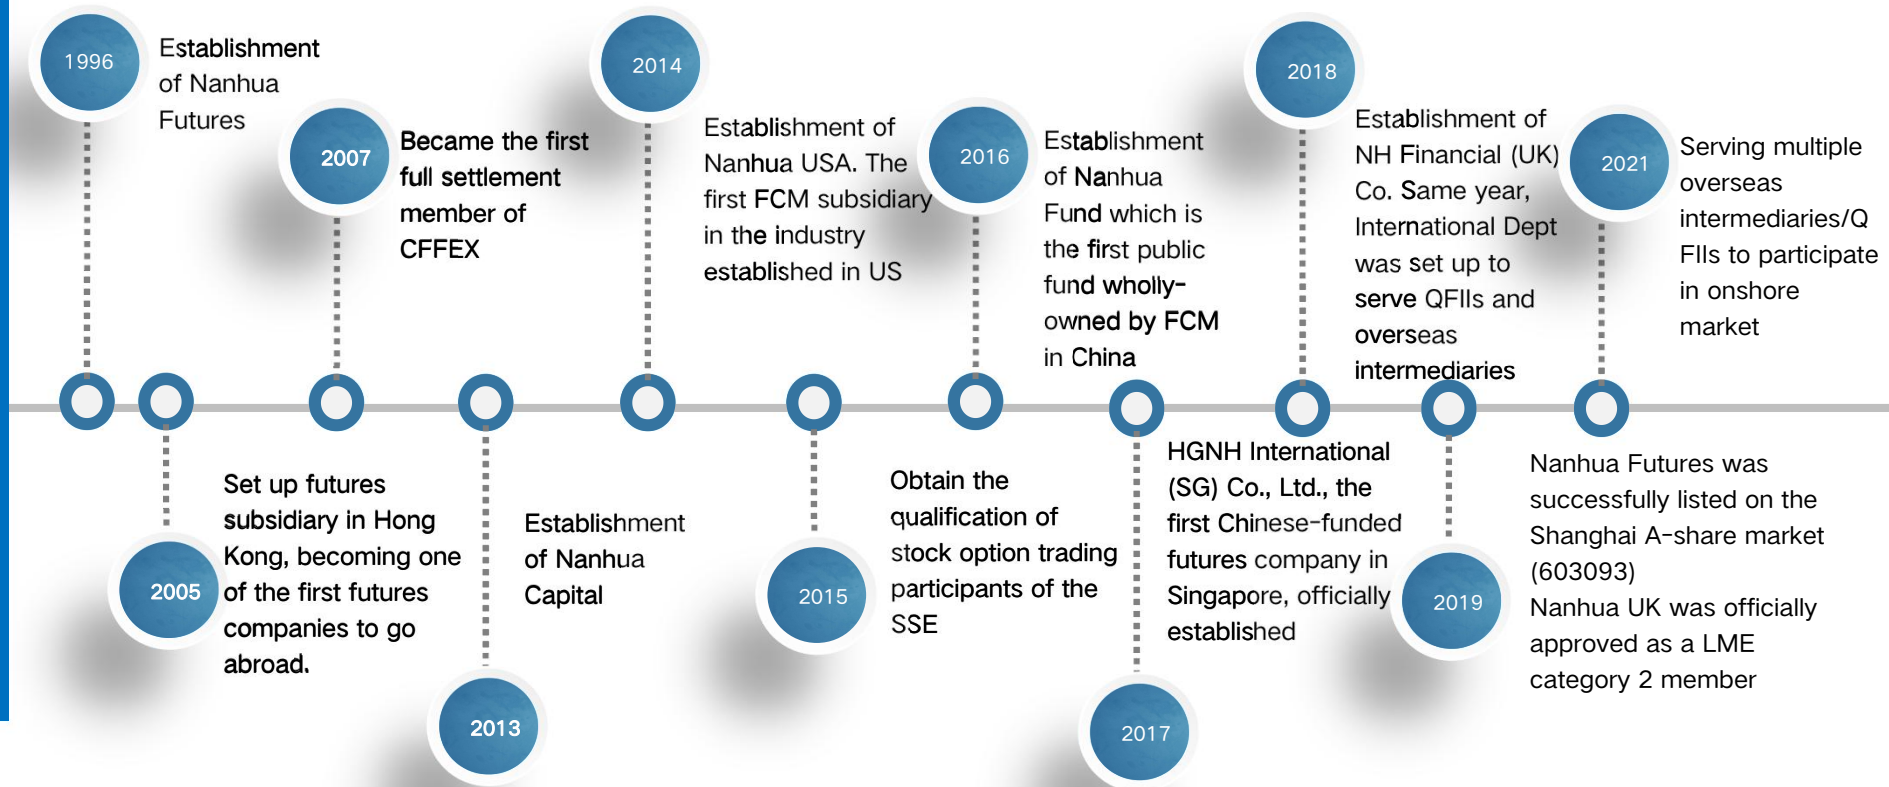 1996
Establishment
of Nanhua
Futures
2007
Became the first
full settlement
member of
CFFEX
2014
Establishment of
Nanhua USA. The
first FCM subsidiary
in the industry
established in US
2016
Establishment
of Nanhua
Fund which is
the first public
fund wholly-
owned by FCM
in China
2018
Establishment of
NH Financial (UK)
Co. Same year,
International Dept
was set up to
serve QFIIs and
overseas
intermediaries
2021
Serving multiple
overseas
intermediaries/Q
FIIs to participate
in onshore
market
2005
Set up futures
subsidiary in Hong
Kong, becoming one
of the first futures
companies to go
abroad.
2013
Establishment
of Nanhua
Capital
2015
Obtain the
qualification of
stock option trading
participants of the
SSE
2017
HGNH International
(SG) Co., Ltd., the
first Chinese-funded
futures company in
Singapore, officially
established
2019
Nanhua Futures was
successfully listed on the
Shanghai A-share market
(603093)
Nanhua UK was officially
approved as a LME
category 2 member